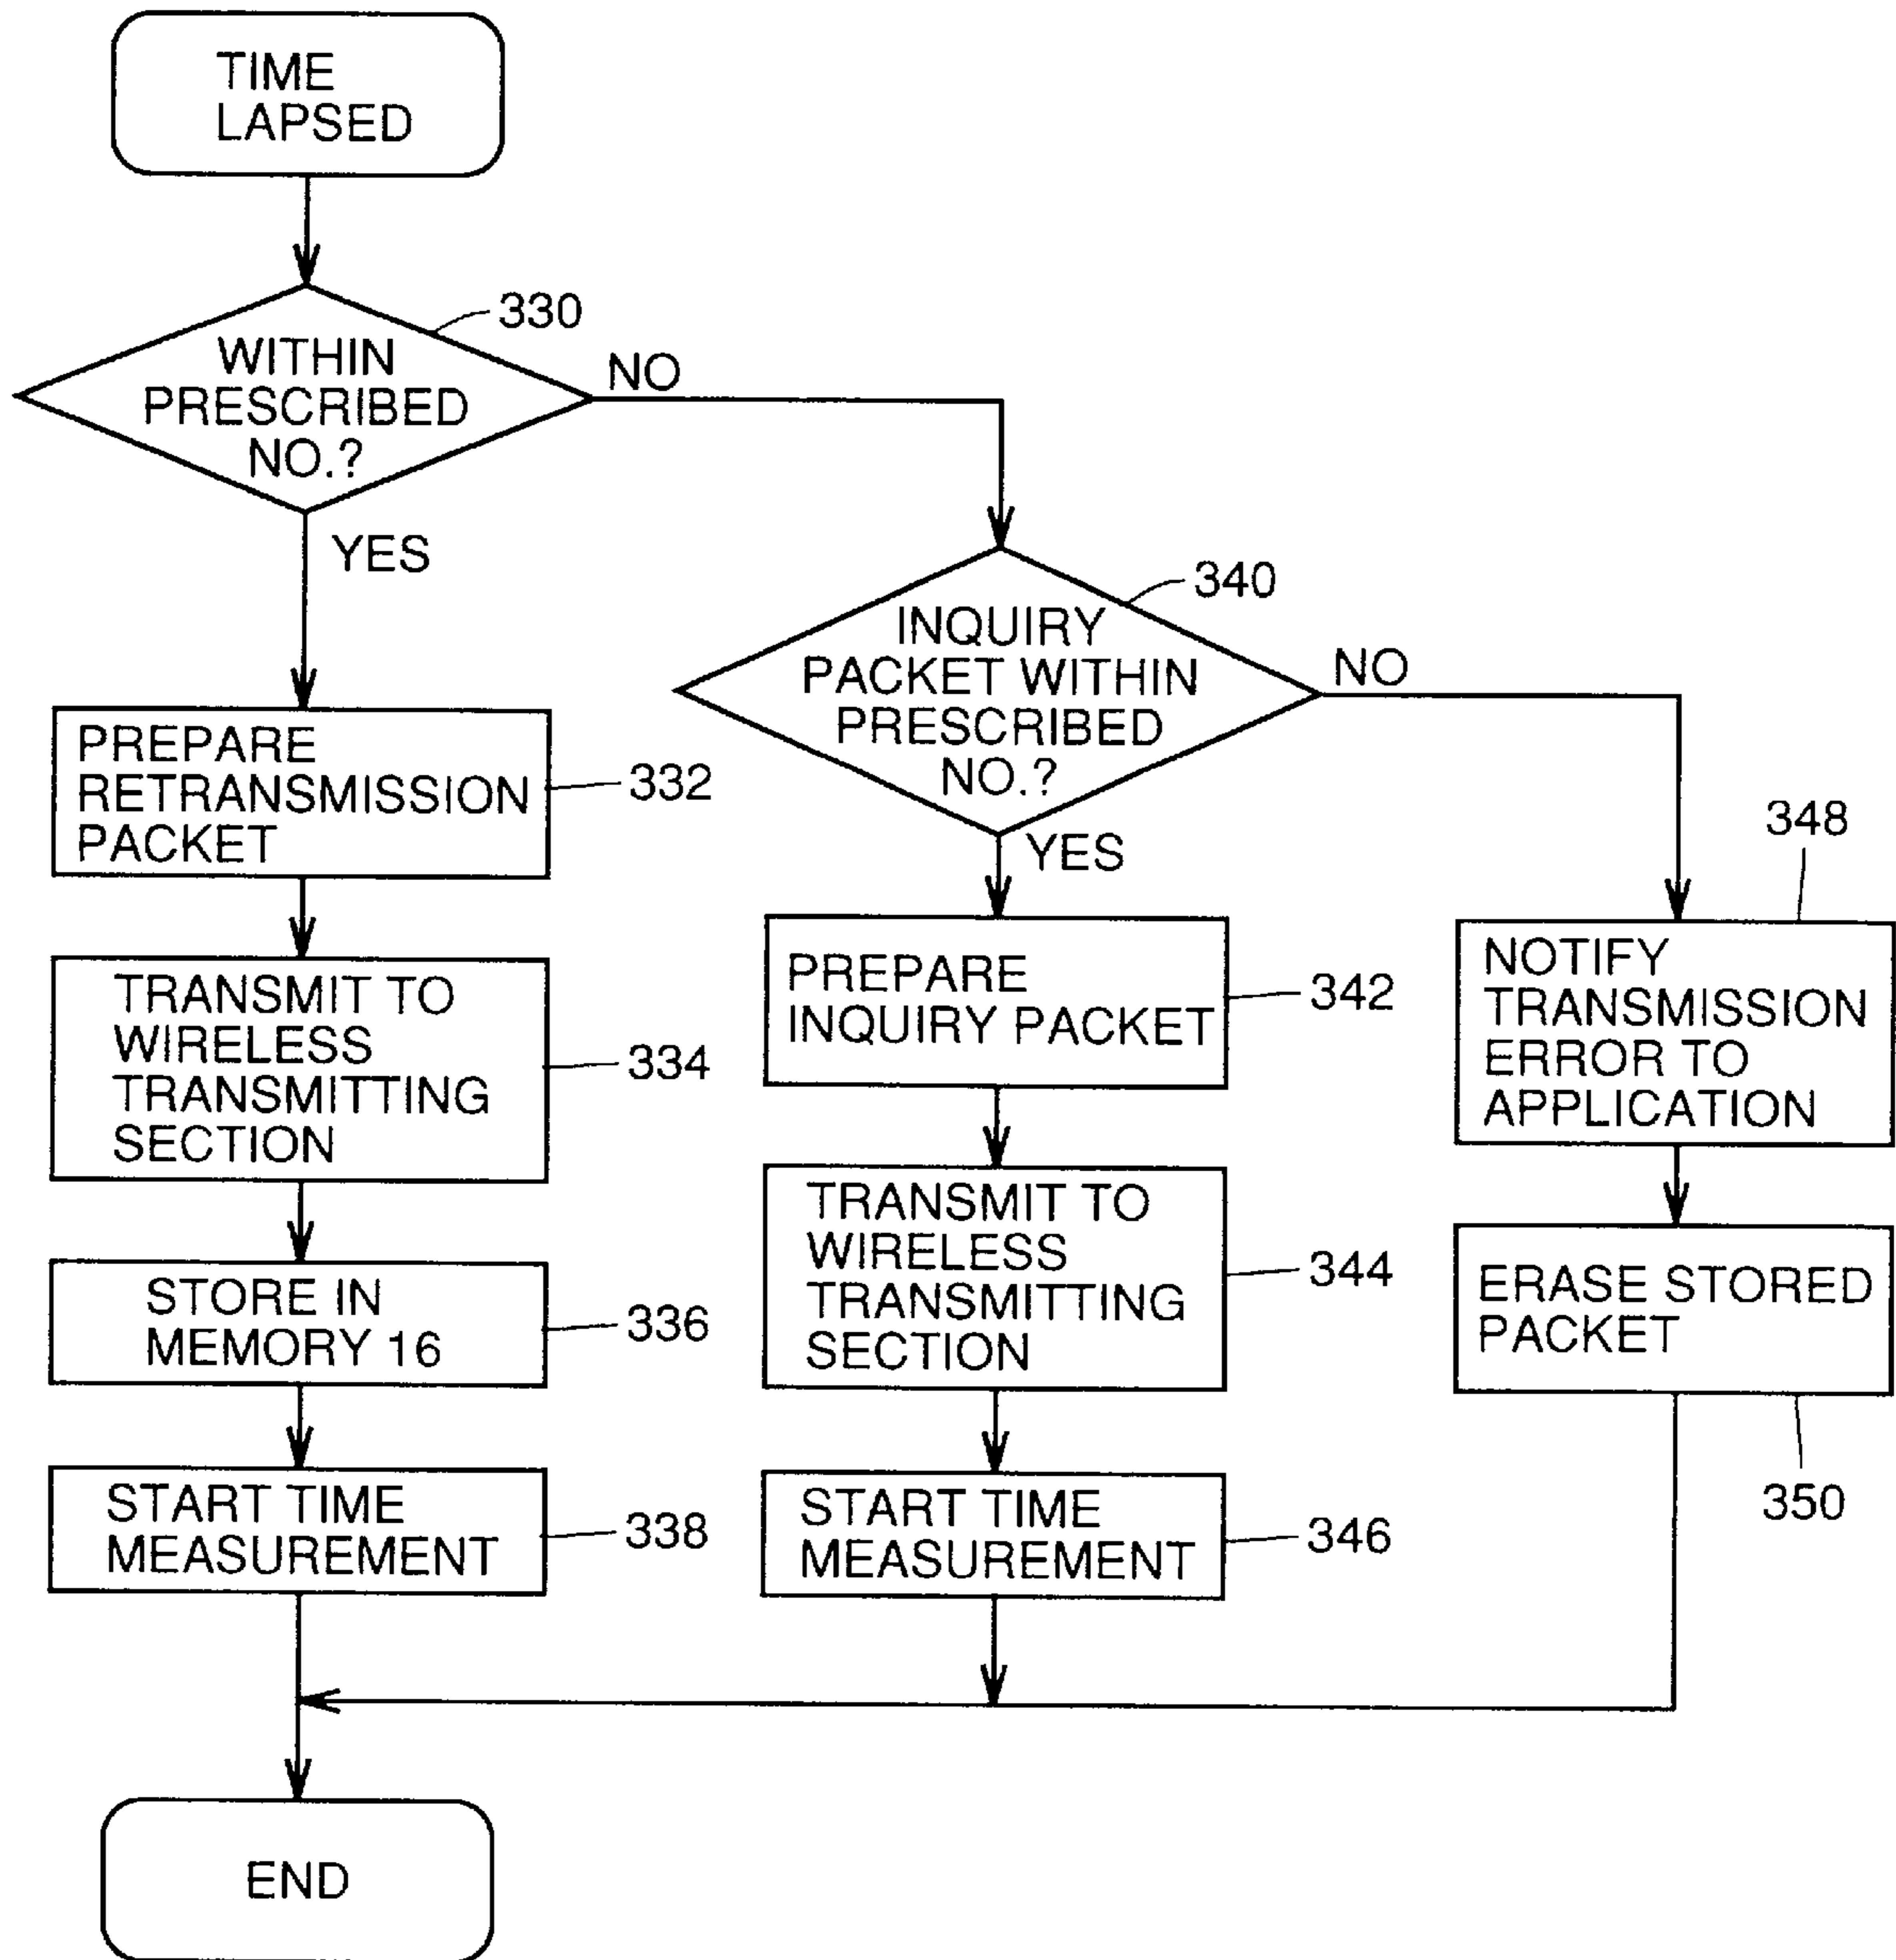 TIME
LAPSED
330
WITHIN
PRESCRIBED
NO.?
NO
YES
340
INQUIRY
PACKET WITHIN
PRESCRIBED
NO.?
NO
YES
PREPARE
RETRANSMISSION
PACKET
332
TRANSMIT TO
WIRELESS
TRANSMITTING
SECTION
334
STORE IN
MEMORY 16
336
START TIME
MEASUREMENT
338
PREPARE
INQUIRY PACKET
342
TRANSMIT TO
WIRELESS
TRANSMITTING
SECTION
344
START TIME
MEASUREMENT
346
348
NOTIFY
TRANSMISSION
ERROR TO
APPLICATION
ERASE STORED
PACKET
350
END